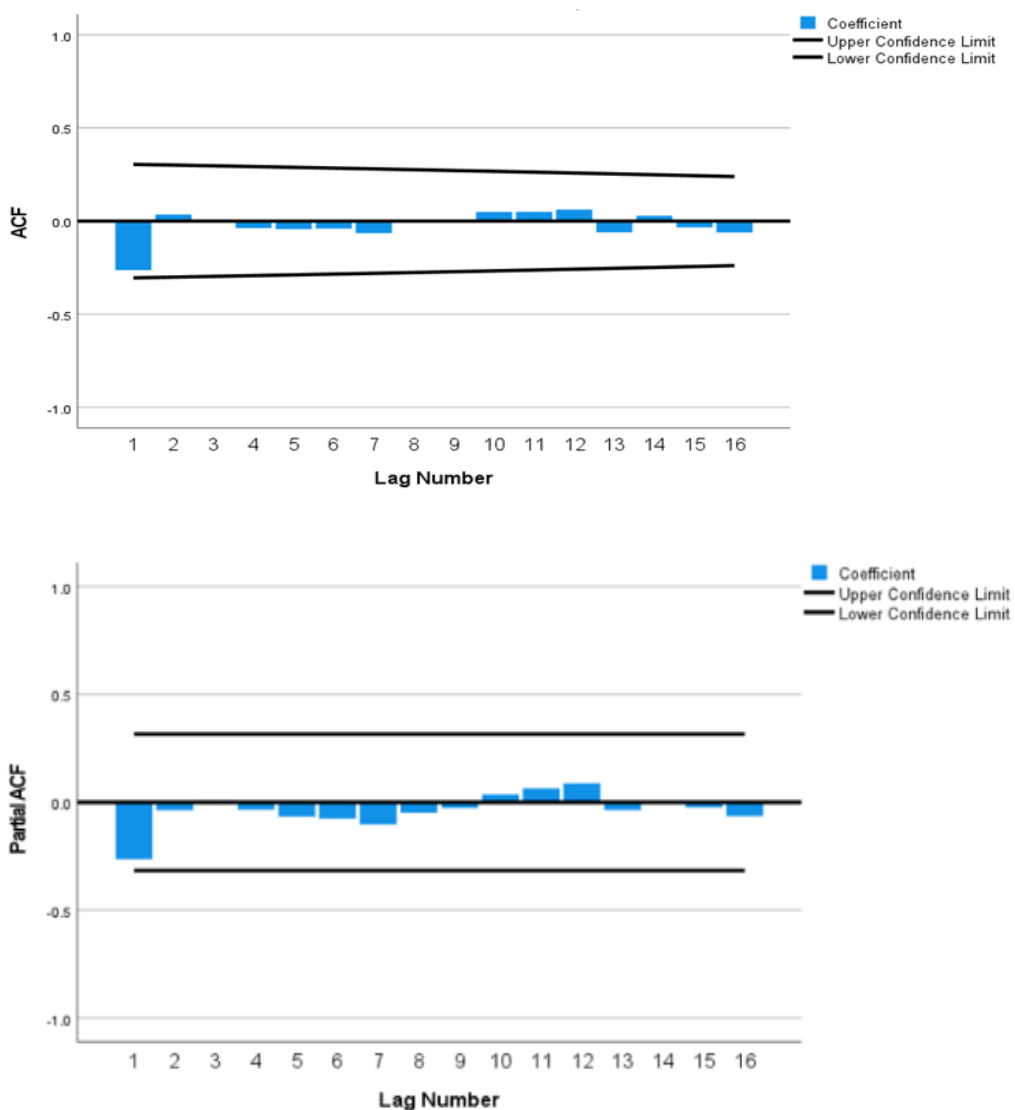 1.0
Coefficient
Upper Confidence Limit
Lower Confidence Limit
0.5
ACF
0.0
-0.5
-1.0
1 2 3 4 5 6 7 8 9 10 11 12 13 14 15 16
Lag Number
1.0
Coefficient
Upper Confidence Limit
Lower Confidence Limit
0.5
Partial ACF
0.0
-0.5
-1.0
1 2 3 4 5 6 7 8 9 10 11 12 13 14 15 16
Lag Number